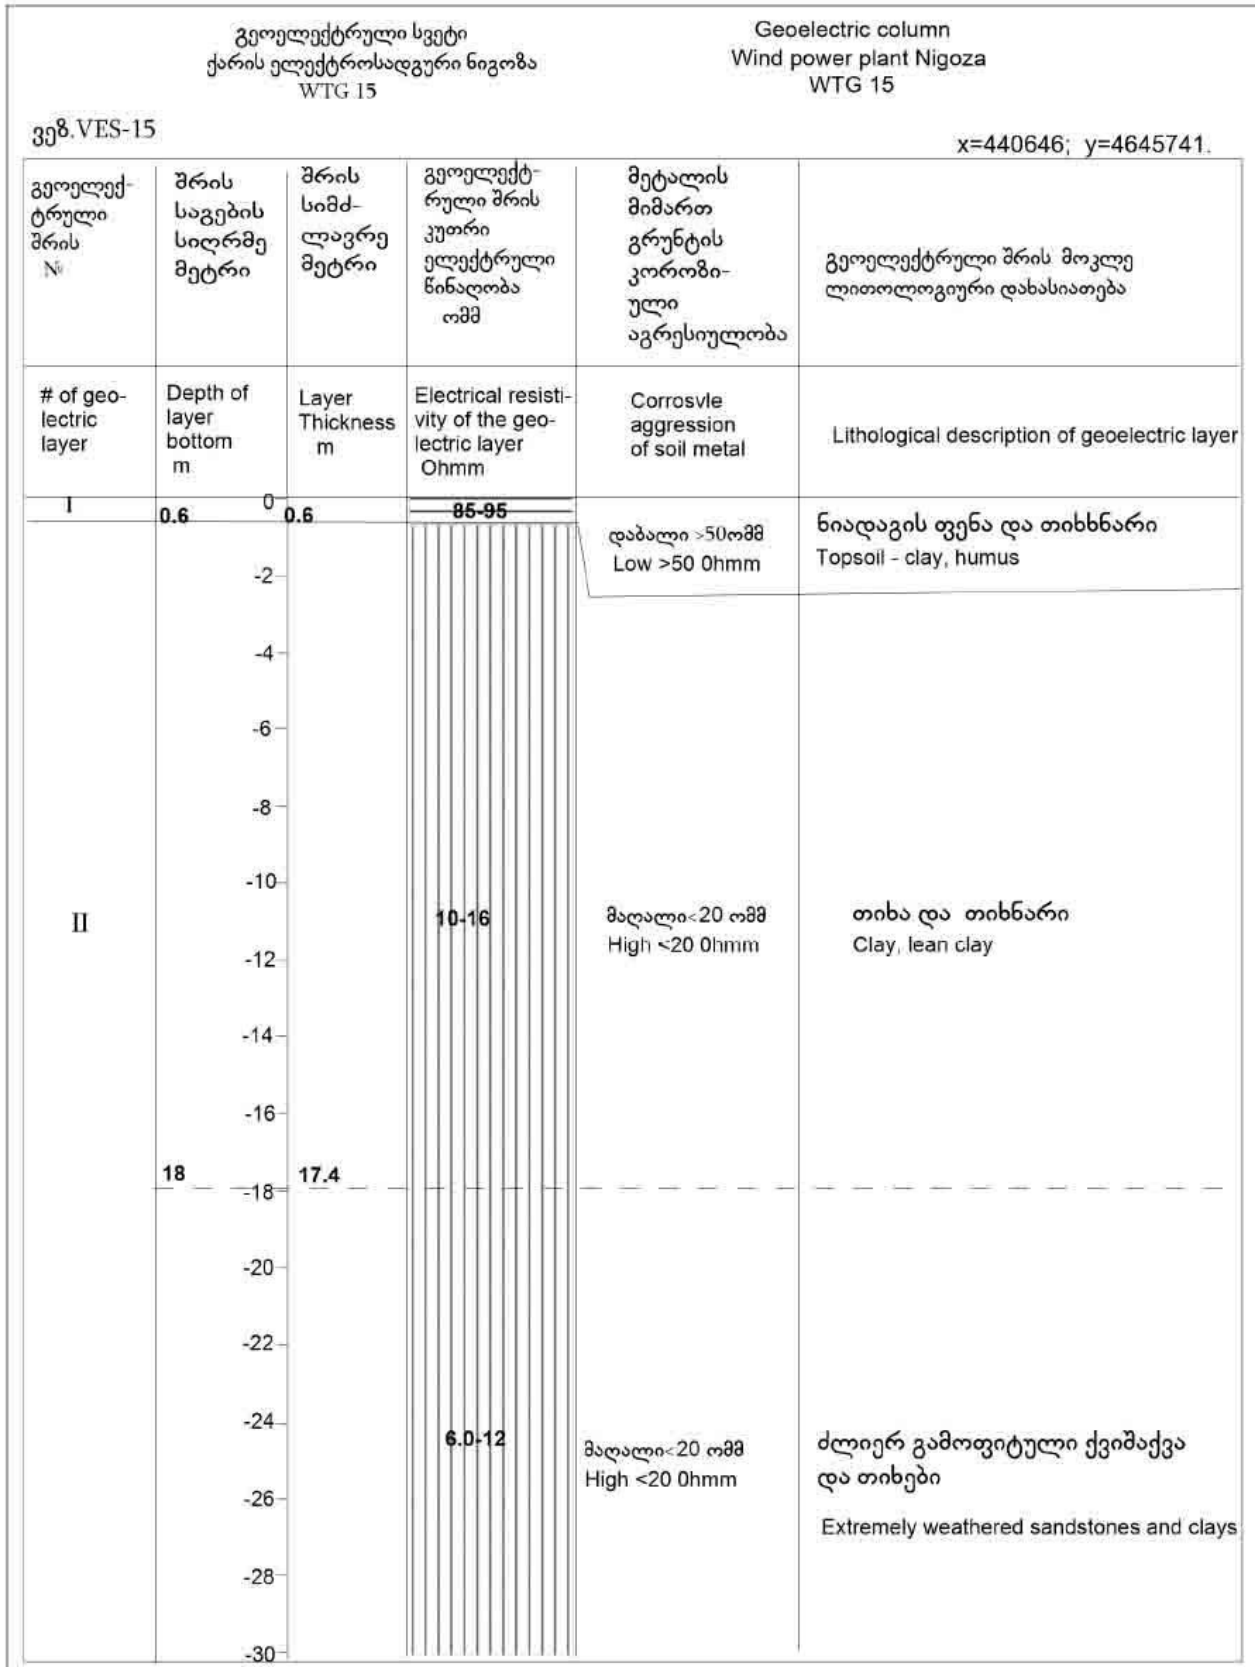 გეოელექტრული სვეტი
ქარის ელექტროსადგური ნიგოზა
WTG 15
Geoelectric column
Wind power plant Nigoza
WTG 15
ვეზ.VES-15
x=440646; y=4645741.
გეოელექ-
ტრული
შრის
№
შრის
საგების
სიღრმე
მეტრი
შრის
სიმძ-
ლავრე
მეტრი
გეოელექტ-
რული შრის
კუთრი
ელექტრული
წინაღობა
ომმ
მეტალის
მიმართ
გრუნტის
კოროზი-
ული
აგრესიულობა
გეოელექტრული შრის მოკლე
ლითოლოგიური დახასიათება
# of geo-
lectric
layer
Depth of
layer
bottom
m
Layer
Thickness
m
Electrical resisti-
vity of the geo-
lectric layer
Ohmm
Corrosvle
aggression
of soil metal
Lithological description of geoelectric layer
I
0
0.6
0.6
85-95
დაბალი >50ომმ
Low >50 0hmm
ნიადაგის ფენა და თიხხნარი
Topsoil - clay, humus
-2
-4
-6
-8
-10
II
10-16
მაღალი<20 ომმ
High <20 0hmm
თიხა და თიხნარი
Clay, lean clay
-12
-14
-16
18
17.4
-18
-20
-22
-24
6.0-12
მაღალი<20 ომმ
High <20 0hmm
ძლიერ გამოფიტული ქვიშაქვა
და თიხები
Extremely weathered sandstones and clays
-26
-28
-30